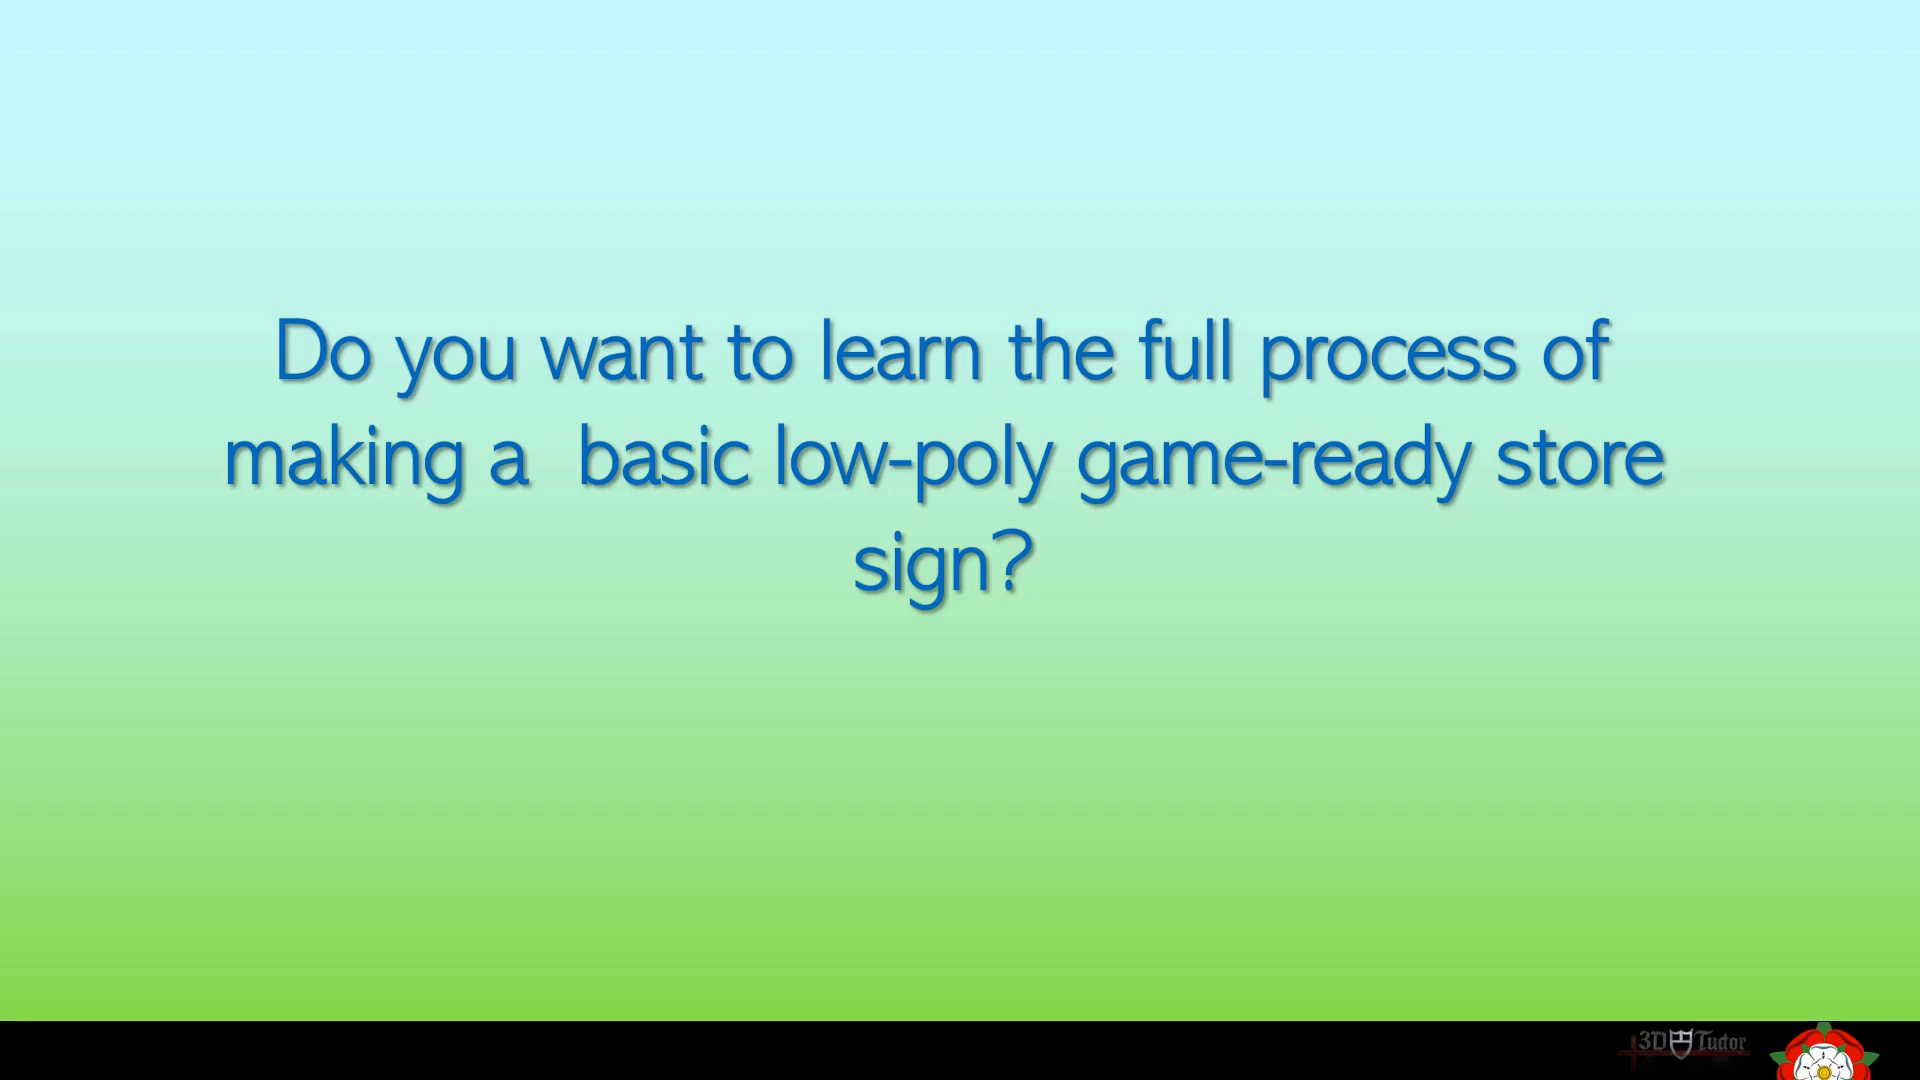 Do you want to learn the full process of
making a  basic low-poly game-ready store
sign?
3D Tudor